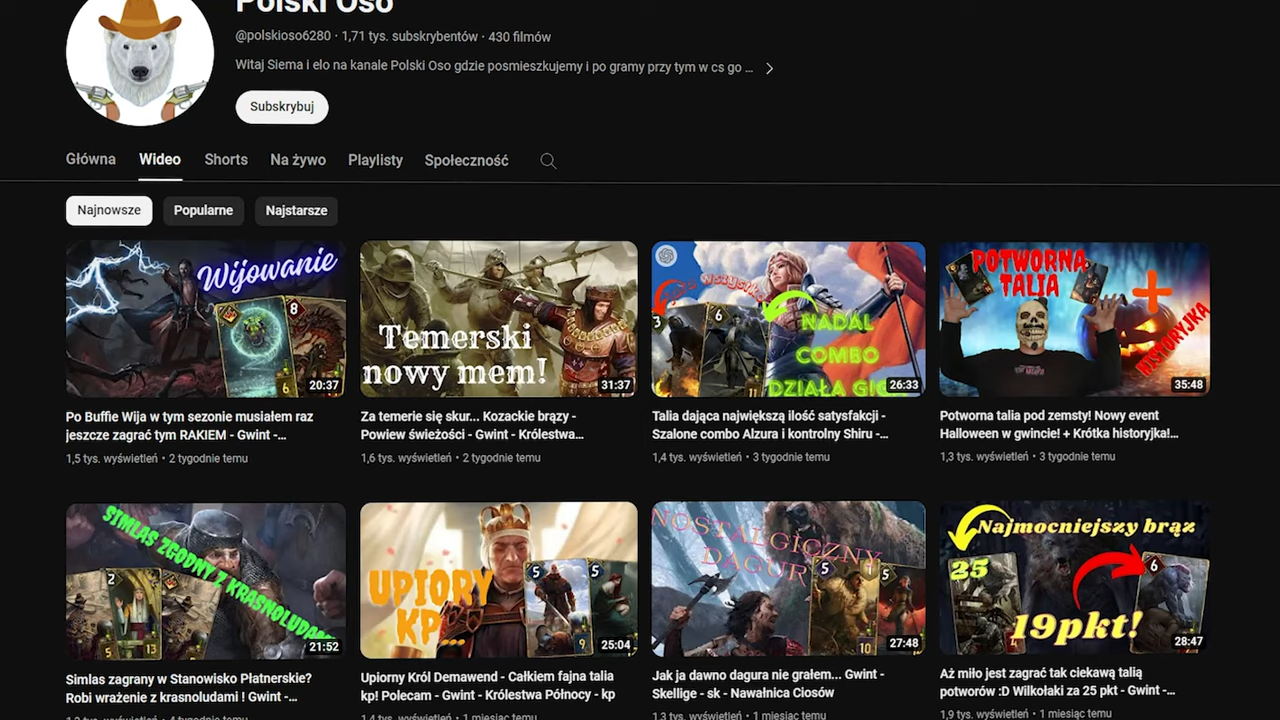 Polski Oso
@polskioso6280 · 1,71 tys. subskrybentów · 430 filmów
Witaj Siema i elo na kanale Polski Oso gdzie posmieszkujemy i po gramy przy tym w cs go ...
Subskrybuj
Główna Wideo Shorts Na żywo Playlisty Społeczność
Najnowsze Popularne Najstarsze
Wijowanie
8
6
20:37
Temerski
nowy mem!
31:37
3
6
NADAL
COMBO
DZIAŁA
26:33
POTWORNA
TALIA
+
HISTORYJKA
35:48
Po Buffie Wija w tym sezonie musiałem raz
jeszcze zagrać tym RAKIEM - Gwint -...
1,5 tys. wyświetleń • 2 tygodnie temu
Za temerie się skur... Kozackie brązy -
Powiew świeżości - Gwint - Królestwa...
1,6 tys. wyświetleń • 2 tygodnie temu
Talia dająca największą ilość satysfakcji -
Szalone combo Alzura i kontrolny Shiru -...
1,4 tys. wyświetleń • 3 tygodnie temu
Potworna talia pod zemsty! Nowy event
Halloween w gwincie! + Krótka historyjka!...
1,3 tys. wyświetleń • 3 tygodnie temu
SIMLAS ZGODNY Z KRASNOLUDAMI
2
5
13
21:52
UPIORY
KP...
5
5
9
25:04
NOSTALGICZNY
DAGUR
5
5
10
27:48
Najmocniejszy brąz
25
6
19pkt!
28:47
Simlas zagrany w Stanowisko Płatnerskie?
Robi wrażenie z krasnoludami ! Gwint -...
Upiorny Król Demawend - Całkiem fajna talia
kp! Polecam - Gwint - Królestwa Północy - kp
1,4 tys. wyświetleń • 1 miesiąc temu
Jak ja dawno dagura nie grałem... Gwint -
Skellige - sk - Nawałnica Ciosów
1,3 tys. wyświetleń • 1 miesiąc temu
Aż miło jest zagrać tak ciekawą talią
potworów :D Wilkołaki za 25 pkt - Gwint -...
1,9 tys. wyświetleń • 1 miesiąc temu